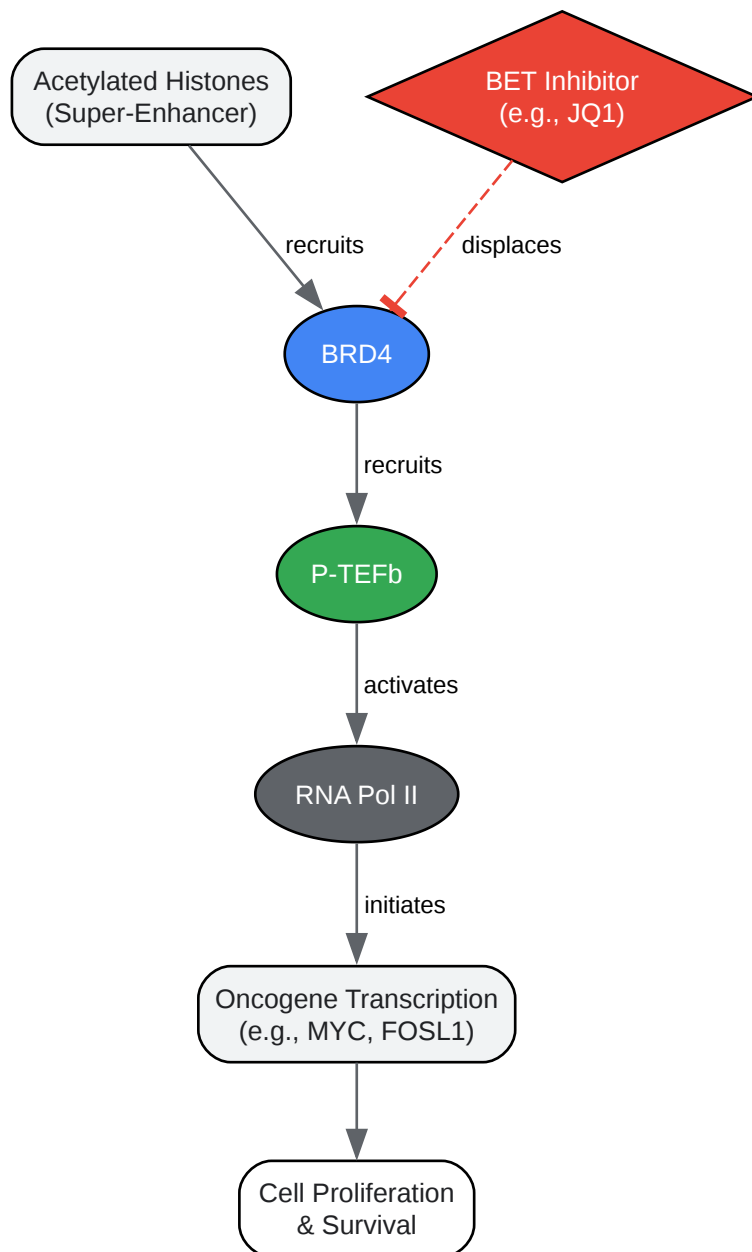 Acetylated Histones
(Super-Enhancer)
BET Inhibitor
(e.g., JQ1)
recruits
displaces
BRD4
recruits
P-TEFb
activates
RNA Pol II
initiates
Oncogene Transcription
(e.g., MYC, FOSL1)
Cell Proliferation
& Survival